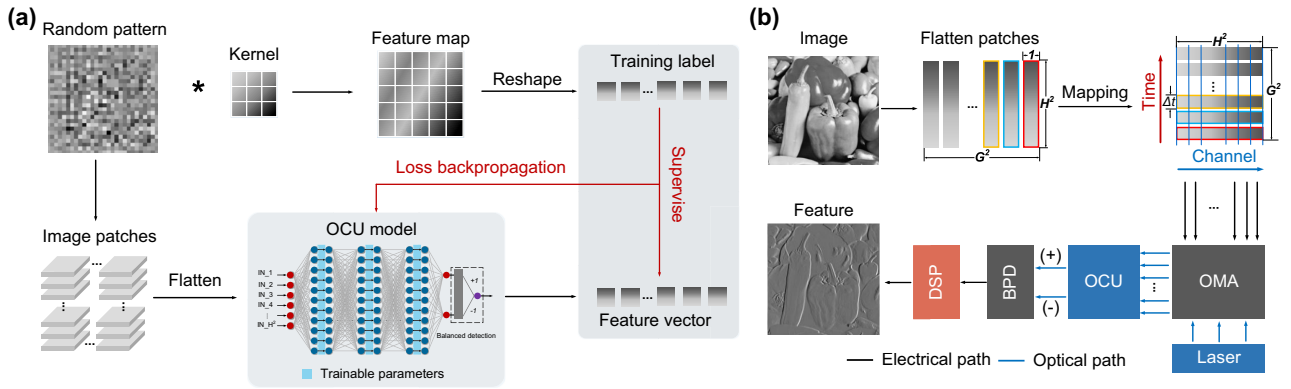 (a)
Random pattern
*
Kernel
Feature map
Reshape
Training label
...
Loss backpropagation
Supervise
Image patches
...
...
Flatten
OCU model
IN_1
IN_2
IN_3
IN_4
IN_H²
+1
-1
Balanced detection
Trainable parameters
...
Feature vector
(b)
Image
Flatten patches
1
H²
...
G²
Mapping
H²
Time
Δt
...
G²
Channel
...
Feature
DSP
BPD
(+)
(-)
OCU
OMA
Laser
Electrical path
Optical path